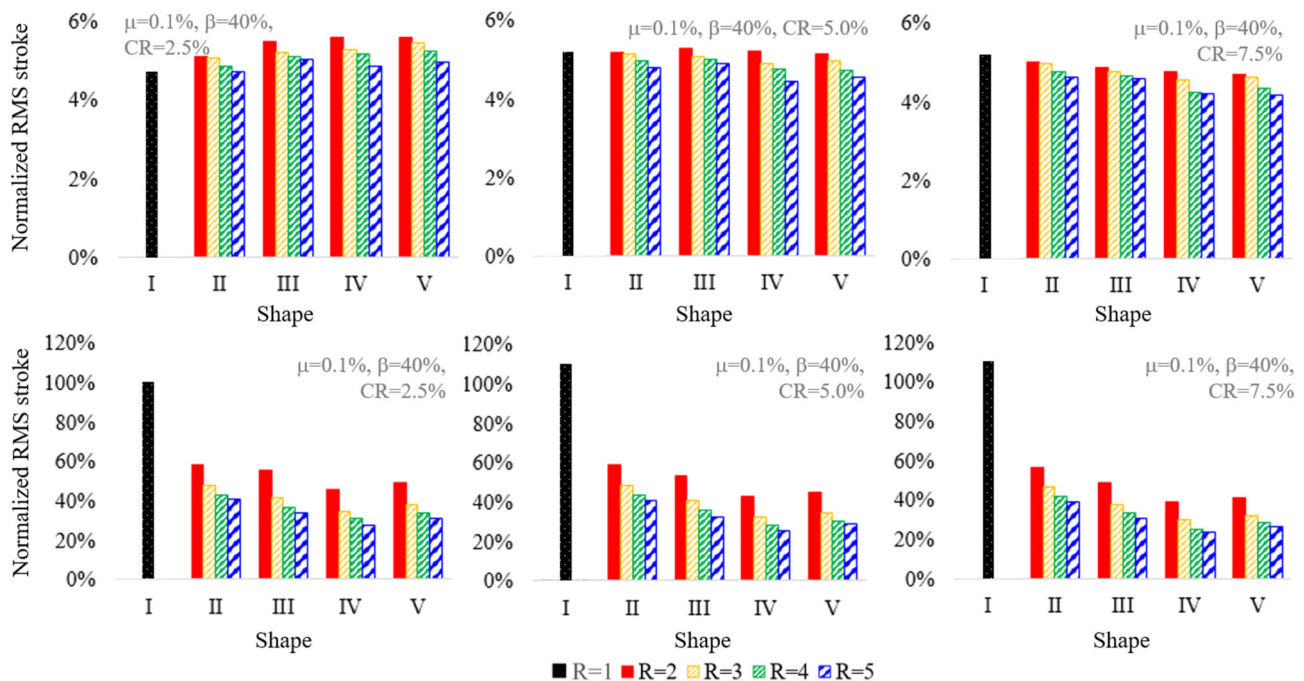 Normalized RMS stroke
6%
4%
2%
0%
μ=0.1%, β=40%,
CR=2.5%
I II III IV V
Shape
6%
4%
2%
0%
μ=0.1%, β=40%, CR=5.0%
I II III IV V
Shape
6%
4%
2%
0%
μ=0.1%, β=40%,
CR=7.5%
I II III IV V
Shape
Normalized RMS stroke
120%
100%
80%
60%
40%
20%
0%
μ=0.1%, β=40%,
CR=2.5%
I II III IV V
Shape
120%
100%
80%
60%
40%
20%
0%
μ=0.1%, β=40%,
CR=5.0%
I II III IV V
Shape
120%
100%
80%
60%
40%
20%
0%
μ=0.1%, β=40%,
CR=7.5%
I II III IV V
Shape
R=1 R=2 R=3 R=4 R=5